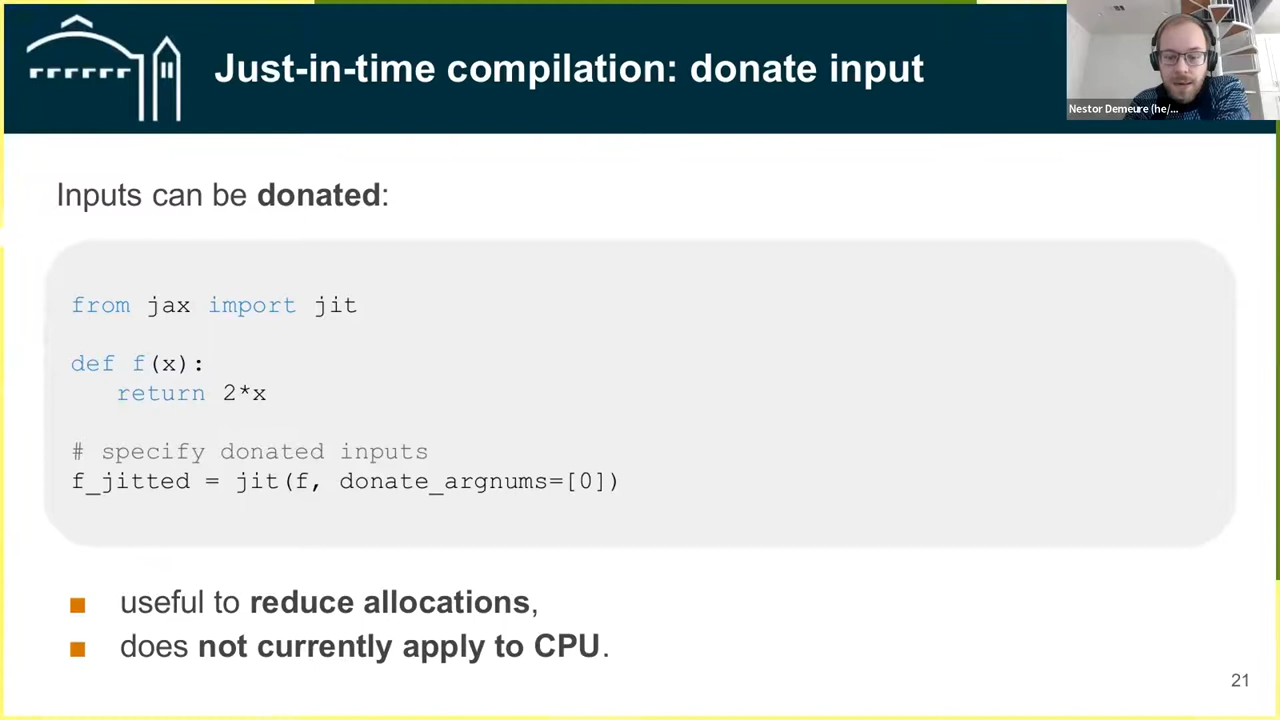 Just-in-time compilation: donate input
Nestor Demeure (he/...
Inputs can be donated:
from jax import jit
def f(x):
return 2*x
# specify donated inputs
f_jitted = jit(f, donate_argnums=[0])
■ useful to reduce allocations,
■ does not currently apply to CPU.
21